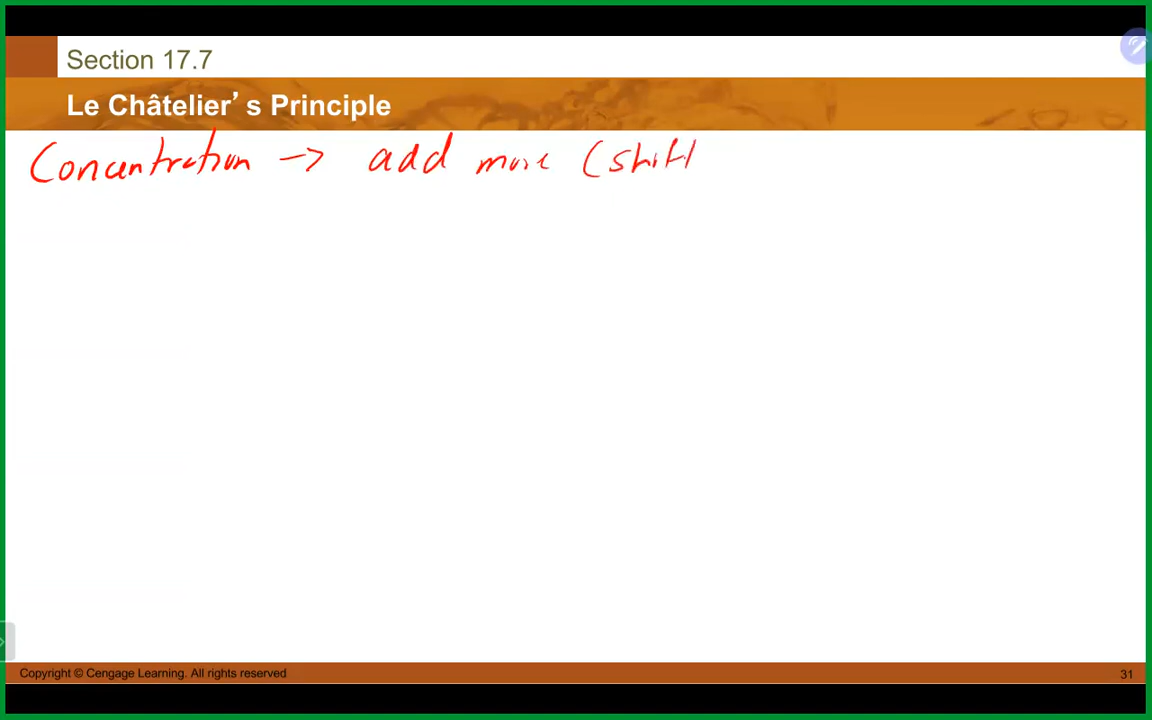 Section 17.7
Le Châtelier's Principle
Concentration → add more (shift
Copyright © Cengage Learning. All rights reserved
31